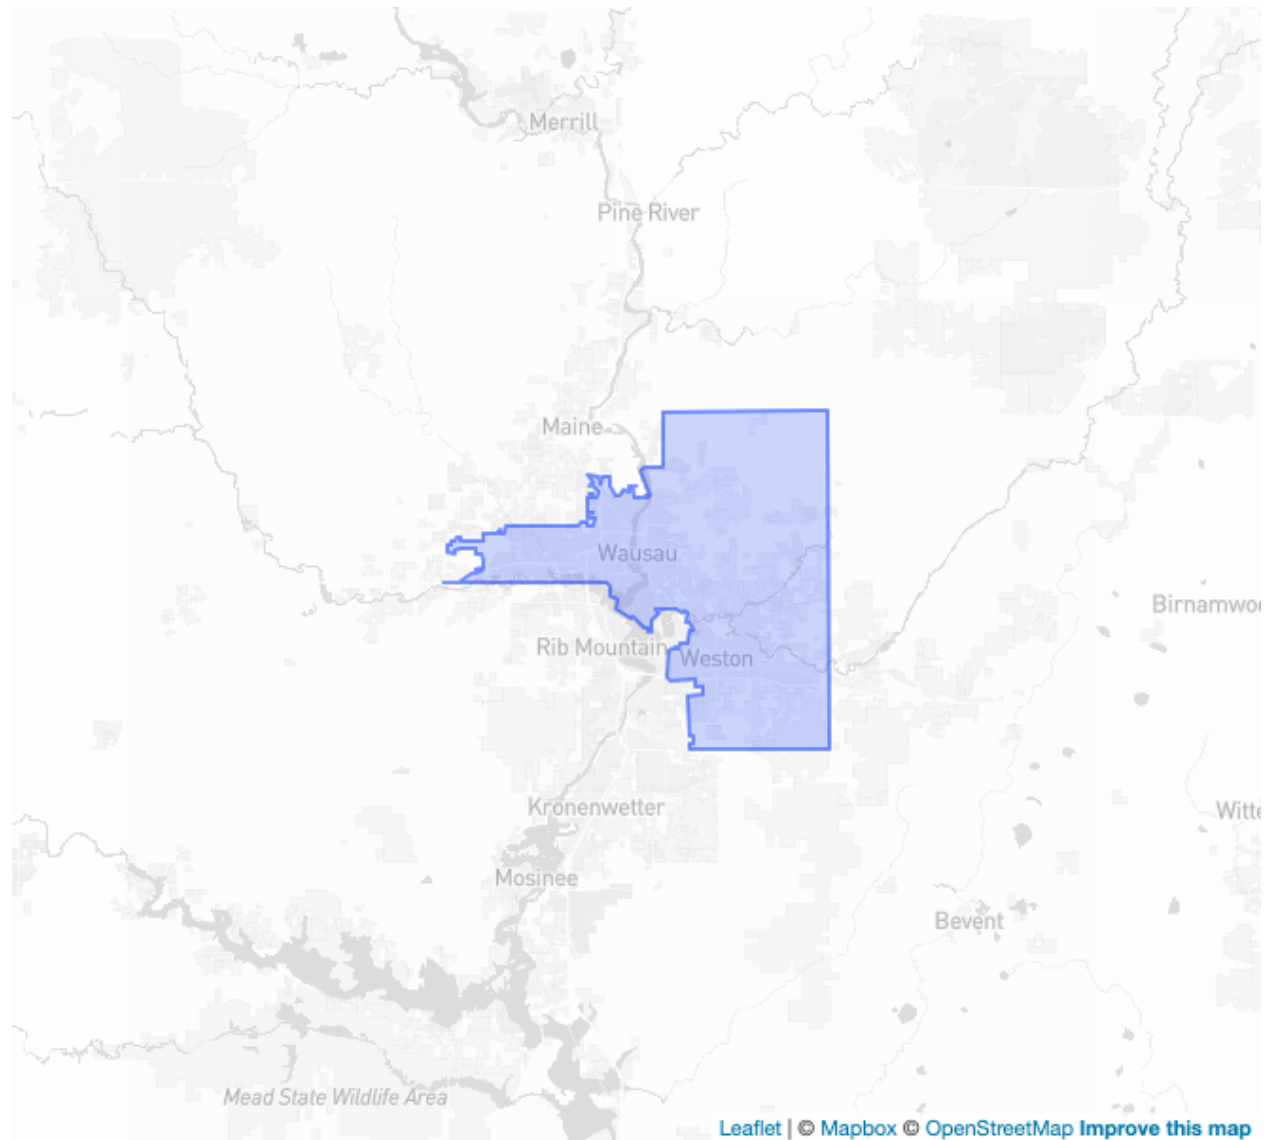 Merrill
Pine River
Maine
Wausau
Birnamwoo
Rib Mountain
Weston
Kronenwetter
Witte
Mosinee
Bevent
Mead State Wildlife Area
Leaflet | © Mapbox © OpenStreetMap Improve this map